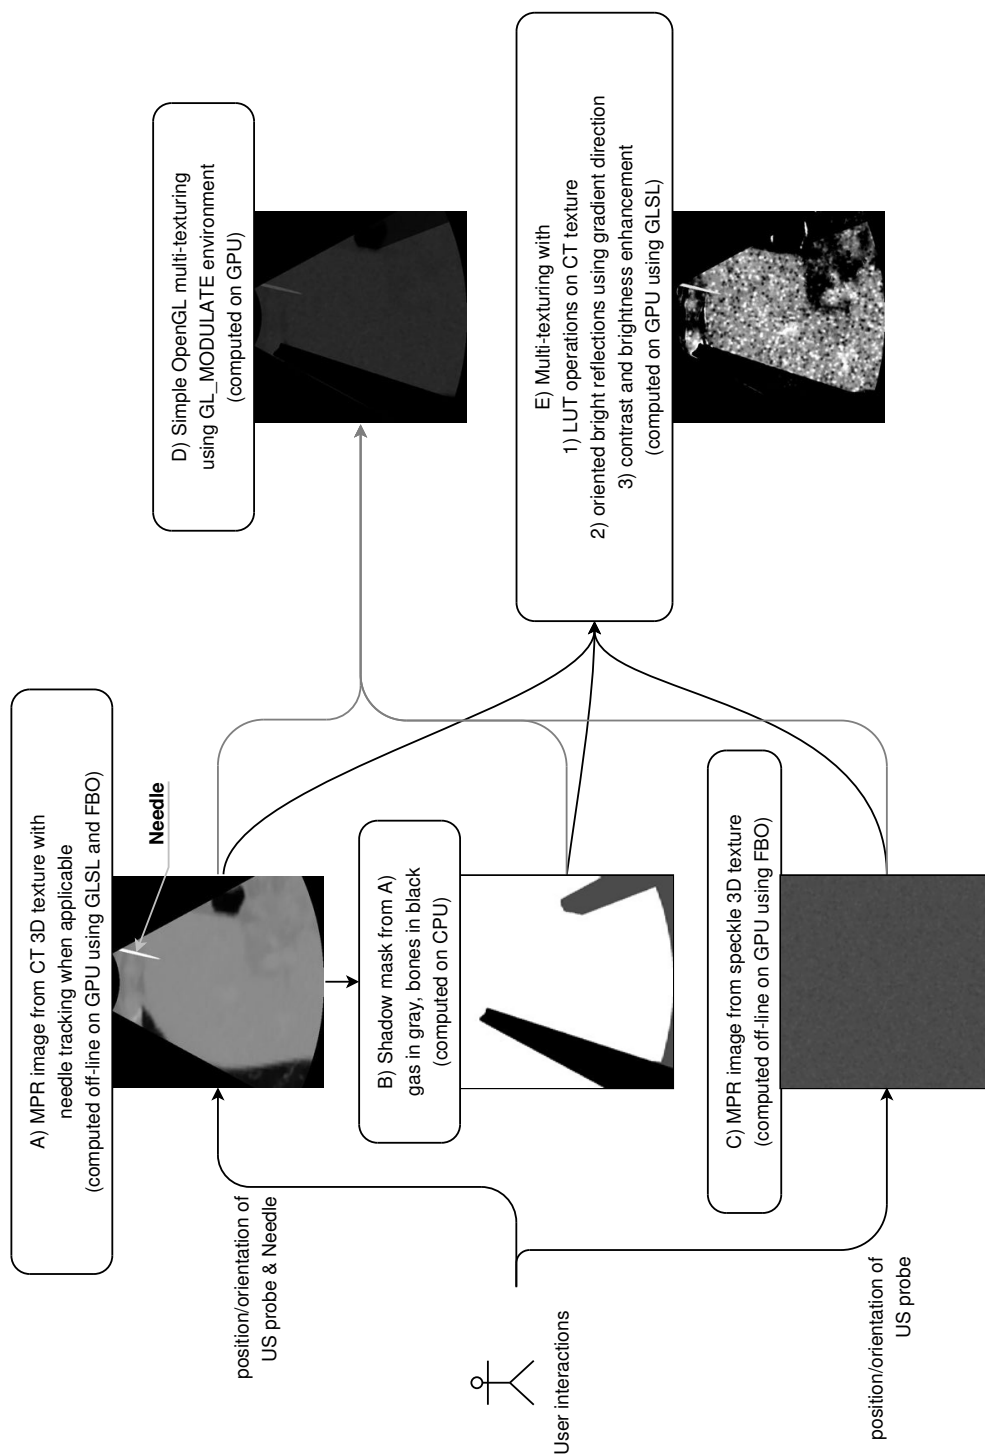 A) MPR image from CT 3D texture with
needle tracking when applicable
(computed off-line on GPU using GLSL and FBO)
Needle
position/orientation of
US probe & Needle
B) Shadow mask from A)
gas in gray, bones in black
(computed on CPU)
User interactions
C) MPR image from speckle 3D texture
(computed off-line on GPU using FBO)
position/orientation of
US probe
D) Simple OpenGL multi-texturing
using GL_MODULATE environment
(computed on GPU)
E) Multi-texturing with
1) LUT operations on CT texture
2) oriented bright reflections using gradient direction
3) contrast and brightness enhancement
(computed on GPU using GLSL)